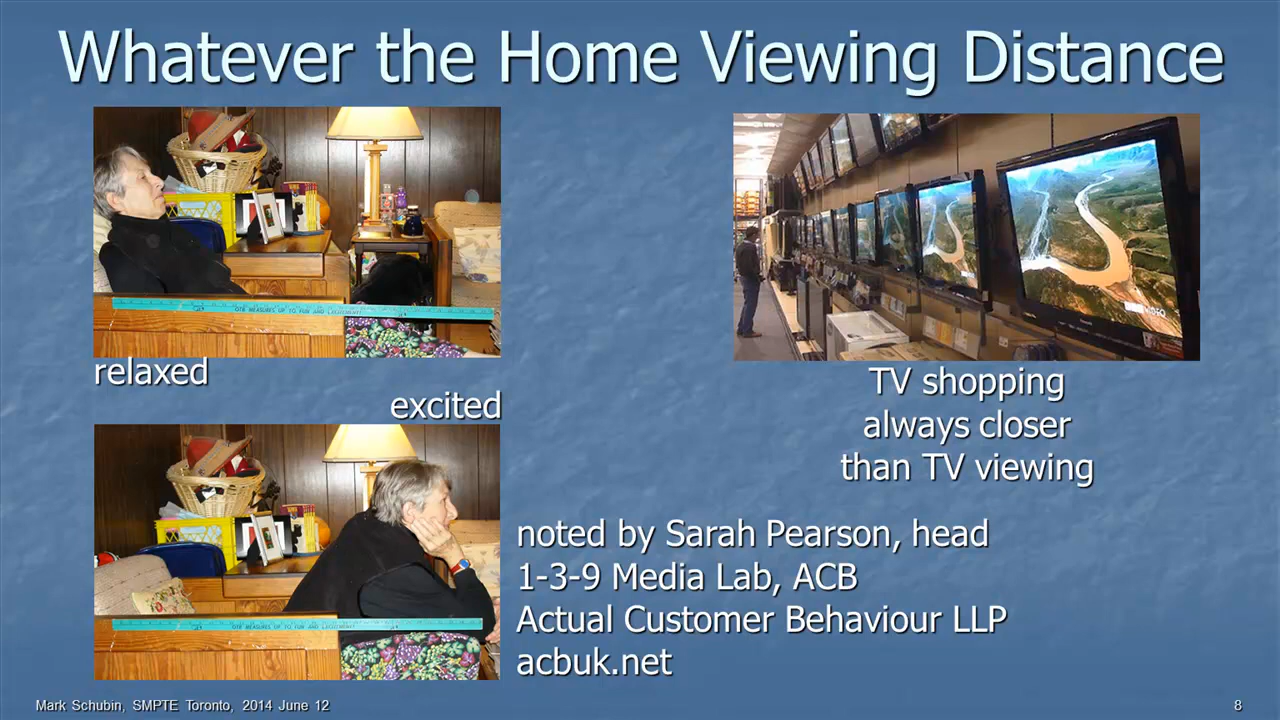 Whatever the Home Viewing Distance
relaxed
excited
TV shopping
always closer
than TV viewing
noted by Sarah Pearson, head
1-3-9 Media Lab, ACB
Actual Customer Behaviour LLP
acbuk.net
Mark Schubin, SMPTE Toronto, 2014 June 12
8